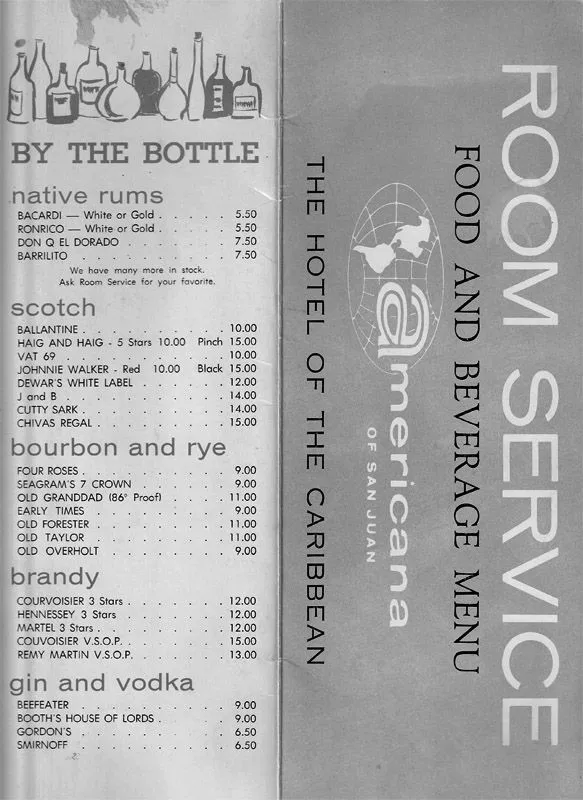 BY THE BOTTLE
native rums
BACARDI — White or Gold . . . . . 5.50
RONRICO — White or Gold . . . . . 5.50
DON Q EL DORADO . . . . . . . 7.50
BARRILITO . . . . . . . . . 7.50
We have many more in stock.
Ask Room Service for your favorite.
scotch
BALLANTINE . . . . . . . . . 10.00
HAIG AND HAIG - 5 Stars 10.00 Pinch 15.00
VAT 69 . . . . . . . . . . 10.00
JOHNNIE WALKER - Red 10.00 Black 15.00
DEWAR'S WHITE LABEL . . . . . . 12.00
J and B . . . . . . . . . . 14.00
CUTTY SARK . . . . . . . . . 14.00
CHIVAS REGAL . . . . . . . . 15.00
bourbon and rye
FOUR ROSES . . . . . . . . . 9.00
SEAGRAM'S 7 CROWN . . . . . . 9.00
OLD GRANDDAD (86° Proof) . . . . 11.00
EARLY TIMES . . . . . . . . 9.00
OLD FORESTER . . . . . . . . 11.00
OLD TAYLOR . . . . . . . . . 11.00
OLD OVERHOLT . . . . . . . . 9.00
brandy
COURVOISIER 3 Stars . . . . . . . 12.00
HENNESSEY 3 Stars . . . . . . . 12.00
MARTEL 3 Stars . . . . . . . . 12.00
COUVOISIER V.S.O.P. . . . . . . . 15.00
REMY MARTIN V.S.O.P. . . . . . . 13.00
gin and vodka
BEEFEATER . . . . . . . . . 9.00
BOOTH'S HOUSE OF LORDS . . . . . 9.00
GORDON'S . . . . . . . . . 6.50
SMIRNOFF . . . . . . . . . 6.50
ROOM SERVICE
FOOD AND BEVERAGE MENU
americana
OF SAN JUAN
THE HOTEL OF THE CARIBBEAN